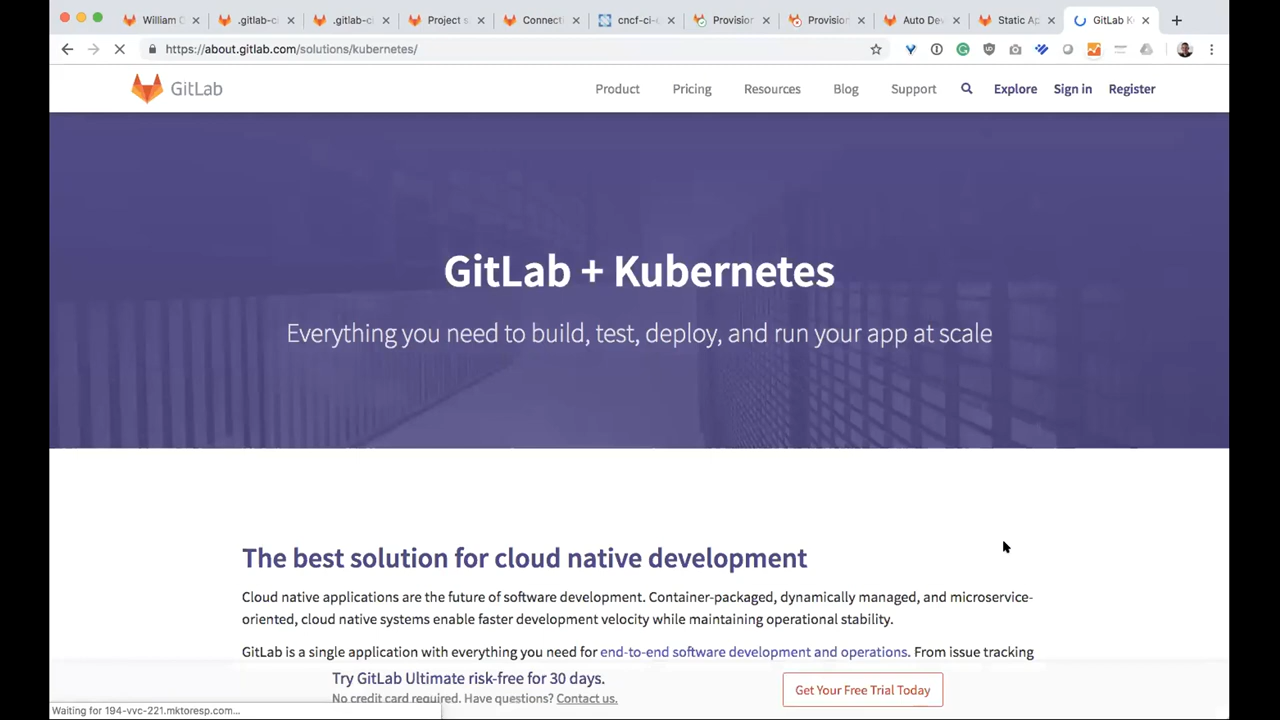 William C
.gitlab-c
.gitlab-ci
Project s
Connecti
cncf-ci-
Provision
Provision
Auto Dev
Static Ap
GitLab K
https://about.gitlab.com/solutions/kubernetes/
GitLab
Product
Pricing
Resources
Blog
Support
Explore
Sign in
Register
GitLab + Kubernetes
Everything you need to build, test, deploy, and run your app at scale
The best solution for cloud native development
Cloud native applications are the future of software development. Container-packaged, dynamically managed, and microservice-
oriented, cloud native systems enable faster development velocity while maintaining operational stability.
GitLab is a single application with everything you need for end-to-end software development and operations. From issue tracking
Try GitLab Ultimate risk-free for 30 days.
No credit card required. Have questions? Contact us.
Get Your Free Trial Today
Waiting for 194-vvc-221.mktoresp.com...